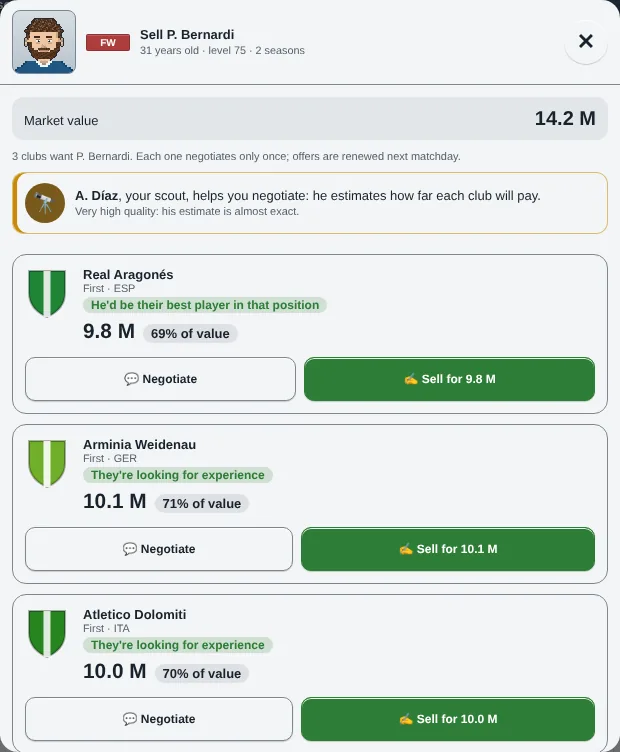 FW
Sell P. Bernardi
31 years old · level 75 · 2 seasons
✕
Market value
14.2 M
3 clubs want P. Bernardi. Each one negotiates only once; offers are renewed next matchday.
A. Díaz, your scout, helps you negotiate: he estimates how far each club will pay.
Very high quality: his estimate is almost exact.
Real Aragonés
First · ESP
He'd be their best player in that position
9.8 M 69% of value
💬 Negotiate
✍️ Sell for 9.8 M
Arminia Weidenau
First · GER
They're looking for experience
10.1 M 71% of value
💬 Negotiate
✍️ Sell for 10.1 M
Atletico Dolomiti
First · ITA
They're looking for experience
10.0 M 70% of value
💬 Negotiate
✍️ Sell for 10.0 M